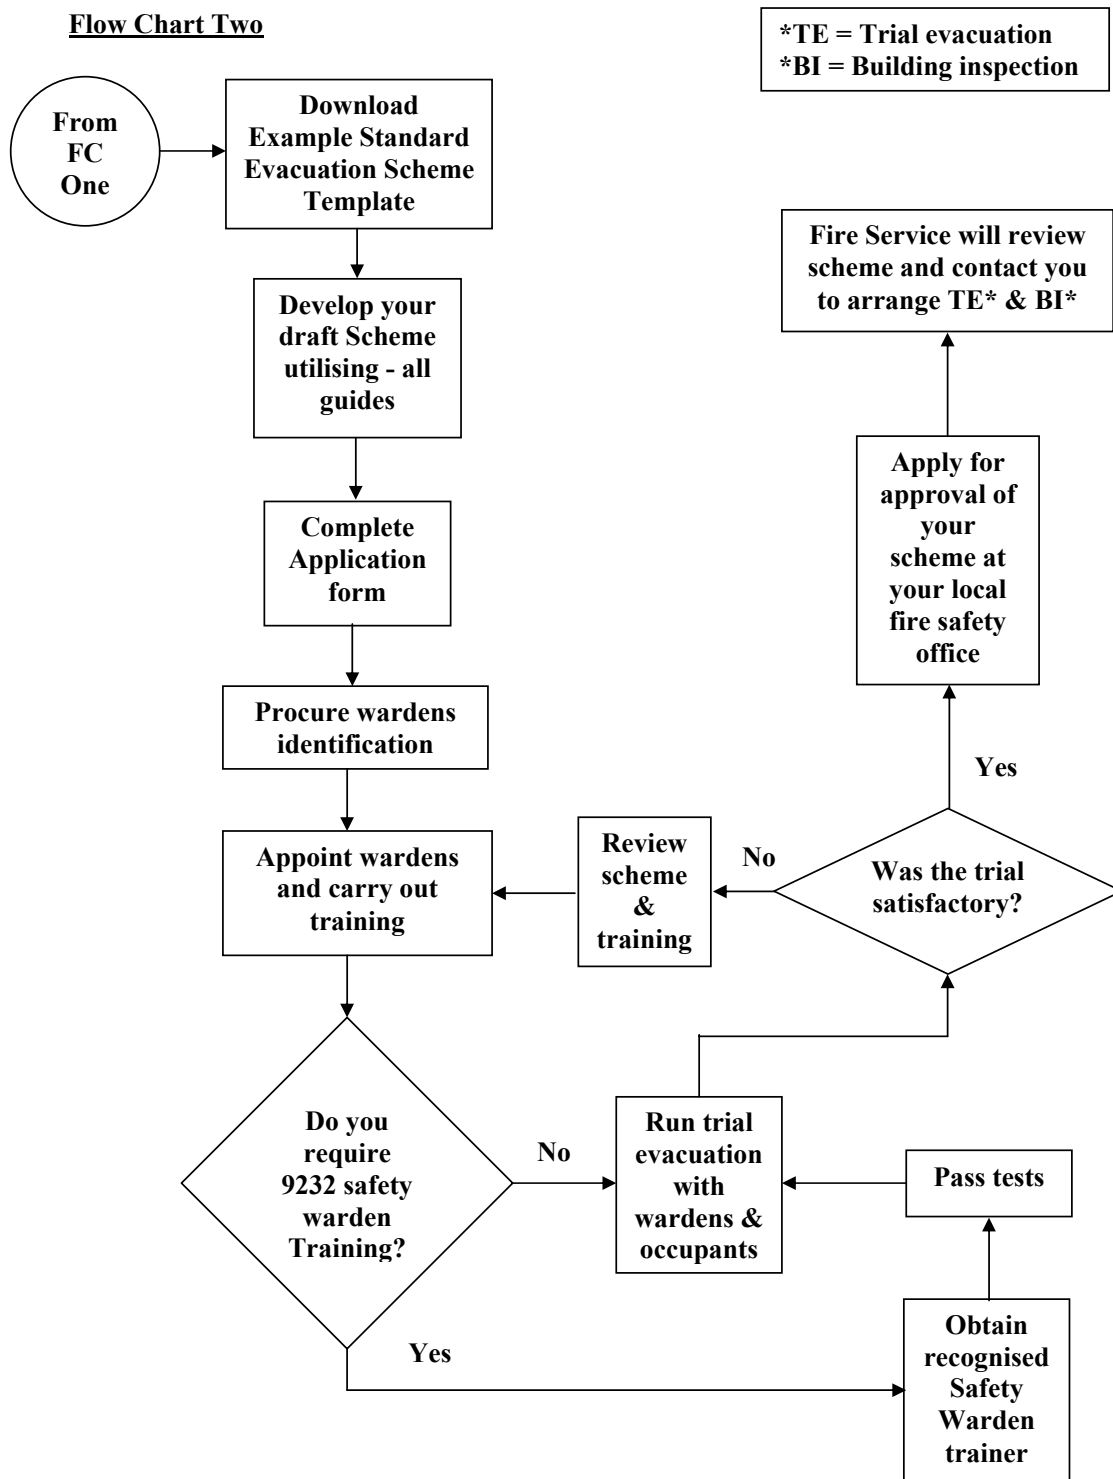 Flow Chart Two
*TE = Trial evacuation
*BI = Building inspection
From
FC
One
Download
Example Standard
Evacuation Scheme
Template
Develop your
draft Scheme
utilising - all
guides
Complete
Application
form
Procure wardens
identification
Appoint wardens
and carry out
training
Do you
require
9232 safety
warden
Training?
No
Yes
Obtain
recognised
Safety
Warden
trainer
Pass tests
Run trial
evacuation
with
wardens &
occupants
Was the trial
satisfactory?
No
Review
scheme
&
training
Yes
Apply for
approval of
your
scheme at
your local
fire safety
office
Fire Service will review
scheme and contact you
to arrange TE* & BI*